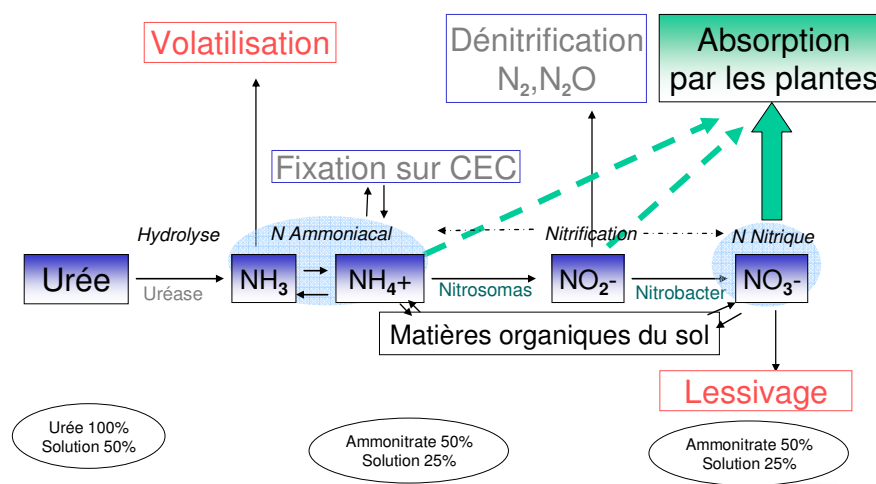 Volatilisation
Dénitrification
N₂,N₂O
Absorption
par les plantes
Fixation sur CEC
Hydrolyse
N Ammoniacal
Nitrification
N Nitrique
Urée
Uréase
NH₃
NH₄+
Nitrosomas
NO₂-
Nitrobacter
NO₃-
Matières organiques du sol
Lessivage
Urée 100%
Solution 50%
Ammonitrate 50%
Solution 25%
Ammonitrate 50%
Solution 25%